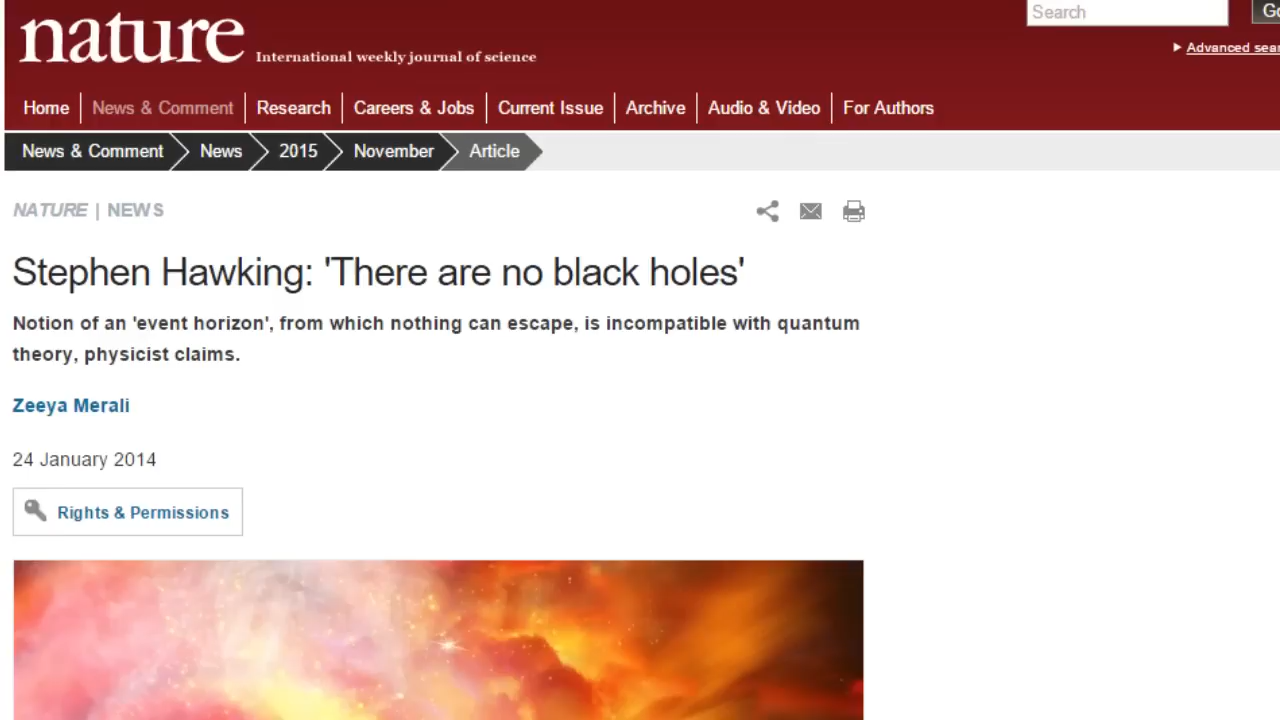 Search
Go
nature
International weekly journal of science
Advanced sear
Home
News & Comment
Research
Careers & Jobs
Current Issue
Archive
Audio & Video
For Authors
News & Comment
News
2015
November
Article
NATURE | NEWS
Stephen Hawking: 'There are no black holes'
Notion of an 'event horizon', from which nothing can escape, is incompatible with quantum
theory, physicist claims.
Zeeya Merali
24 January 2014
Rights & Permissions